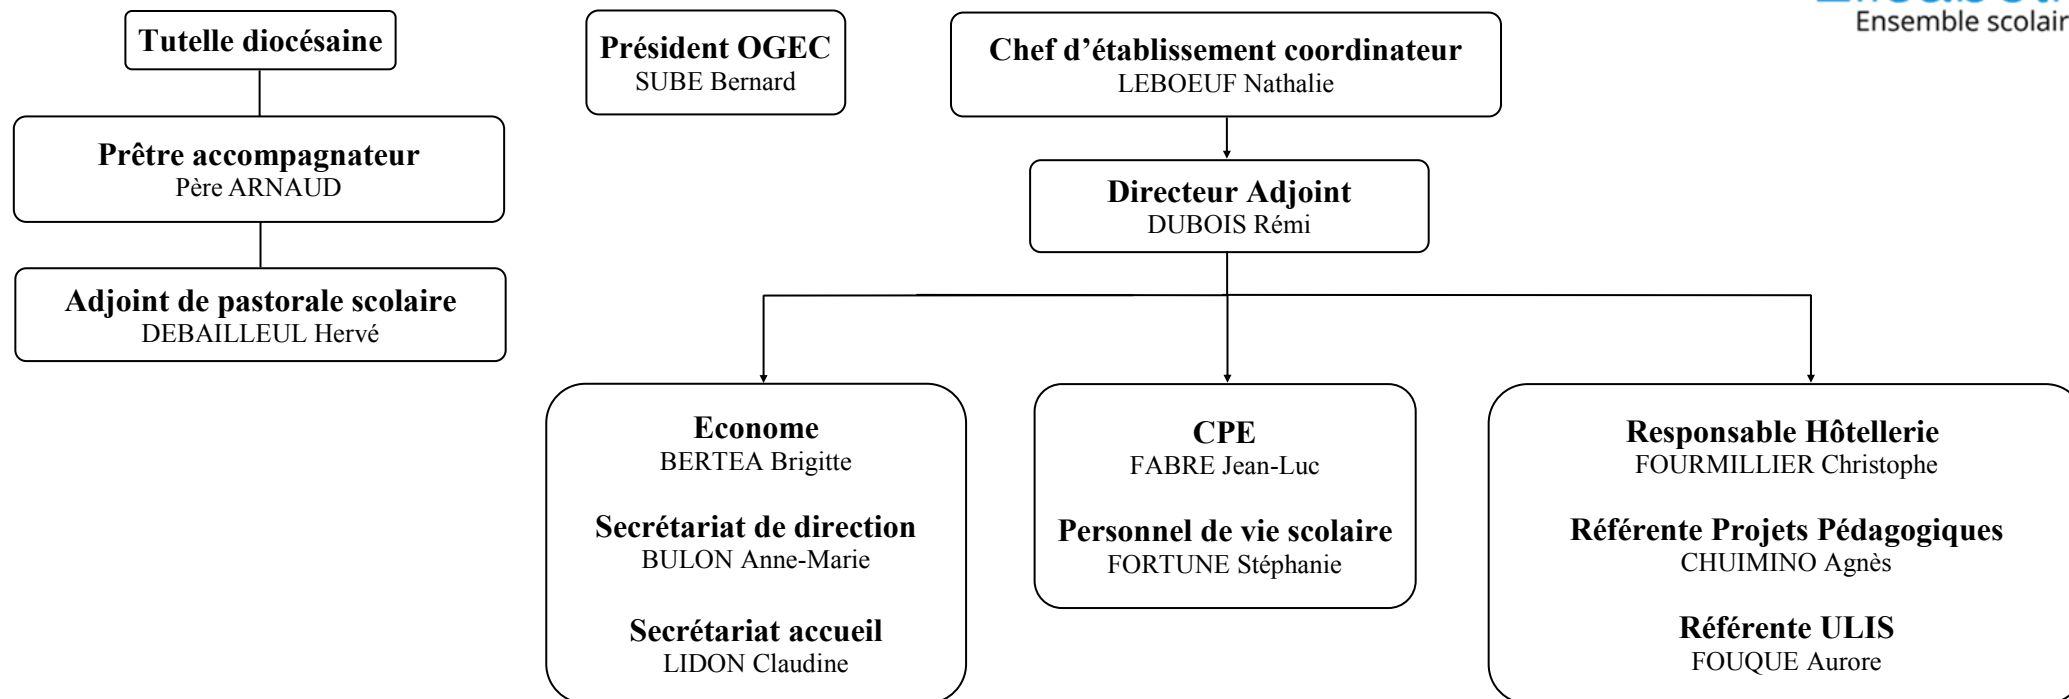 Ensemble scolair
Tutelle diocésaine
Président OGEC
SUBE Bernard
Chef d’établissement coordinateur
LEBOEUF Nathalie
Prêtre accompagnateur
Père ARNAUD
Directeur Adjoint
DUBOIS Rémi
Adjoint de pastorale scolaire
DEBAILLEUL Hervé
Econome
BERTEA Brigitte
Secrétariat de direction
BULON Anne-Marie
Secrétariat accueil
LIDON Claudine
CPE
FABRE Jean-Luc
Personnel de vie scolaire
FORTUNE Stéphanie
Responsable Hôtellerie
FOURMILLIER Christophe
Référente Projets Pédagogiques
CHUIMINO Agnès
Référente ULIS
FOUQUE Aurore